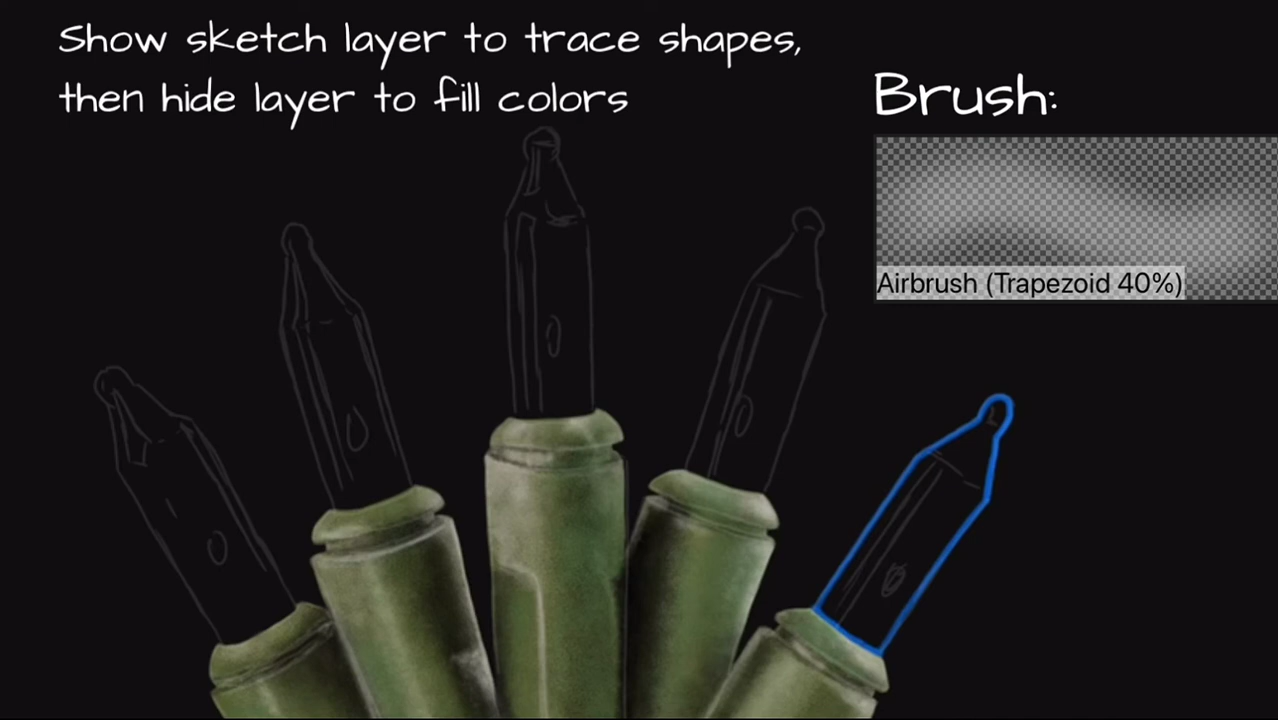 Show sketch layer to trace shapes,
then hide layer to fill colors
Brush:
Airbrush (Trapezoid 40%)